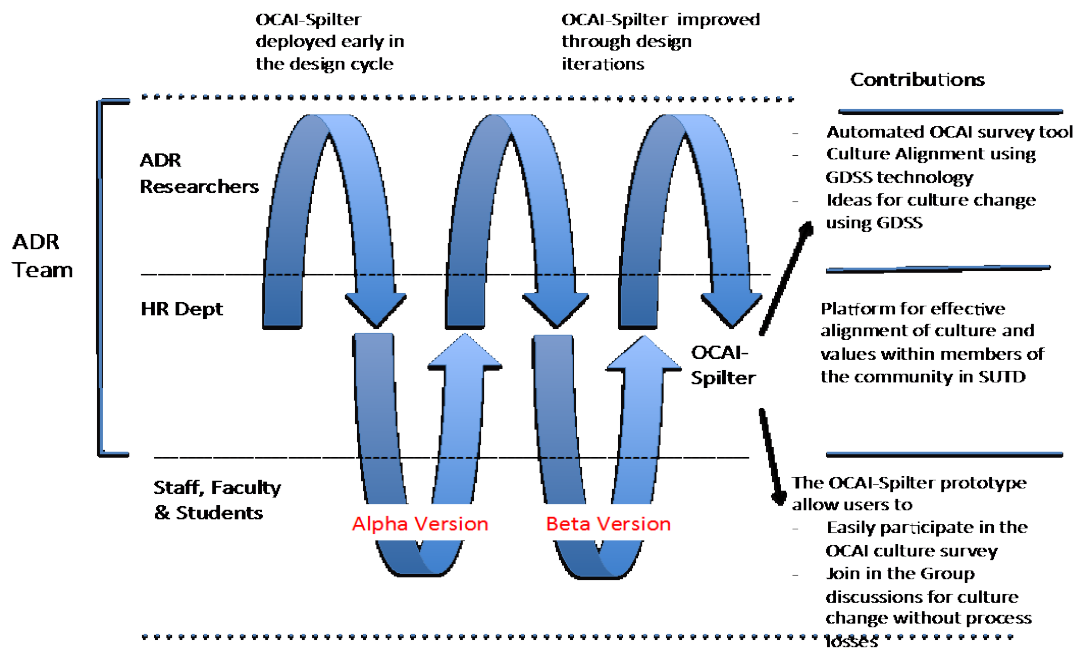 OCAI-Spilter
deployed early in
the design cycle
OCAI-Spilter improved
through design
iterations
Contributions
ADR
Team
ADR
Researchers
- Automated OCAI survey tool
- Culture Alignment using
GDSS technology
- Ideas for culture change
using GDSS
HR Dept
OCAI-
Spilter
Platform for effective
alignment of culture and
values within members of
the community in SUTD
Staff, Faculty
& Students
Alpha Version
Beta Version
The OCAI-Spilter prototype
allow users to
- Easily participate in the
OCAI culture survey
- Join in the Group
discussions for culture
change without process
losses